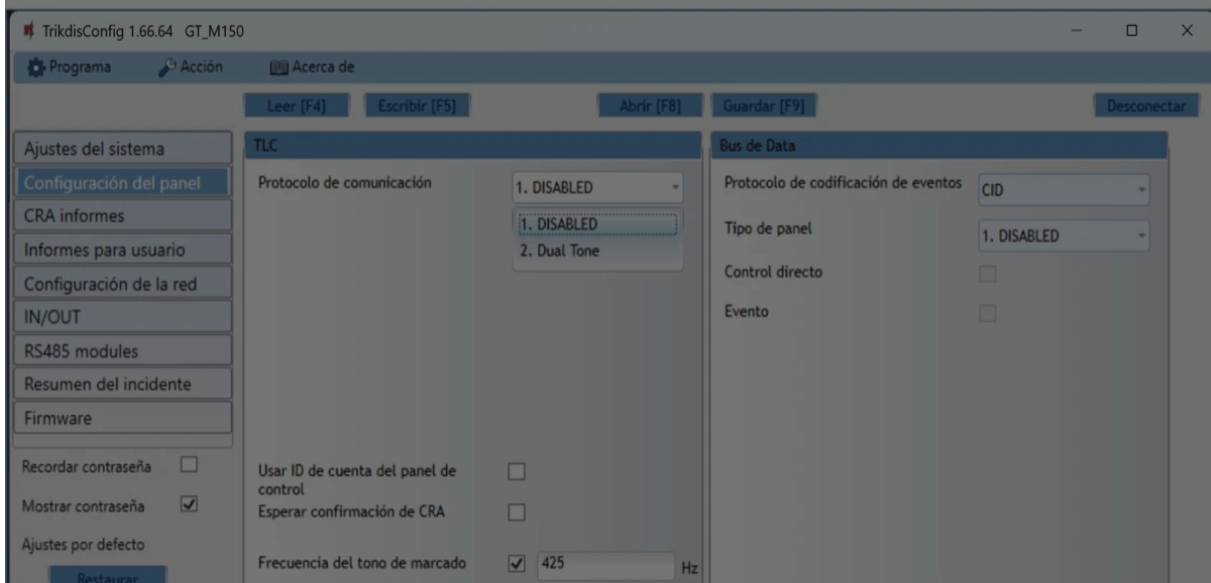 TrikdisConfig 1.66.64 GT_M150
Programa Acción Acerca de
Leer [F4] Escribir [F5] Abrir [F8] Guardar [F9] Desconectar
Ajustes del sistema
Configuración del panel
CRA informes
Informes para usuario
Configuración de la red
IN/OUT
RS485 modules
Resumen del incidente
Firmware
Recordar contraseña
Mostrar contraseña
Ajustes por defecto
Restaurar
TLC
Protocolo de comunicación 1. DISABLED
1. DISABLED
2. Dual Tone
Usar ID de cuenta del panel de
control
Esperar confirmación de CRA
Frecuencia del tono de marcado 425 Hz
Bus de Data
Protocolo de codificación de eventos CID
Tipo de panel 1. DISABLED
Control directo
Evento